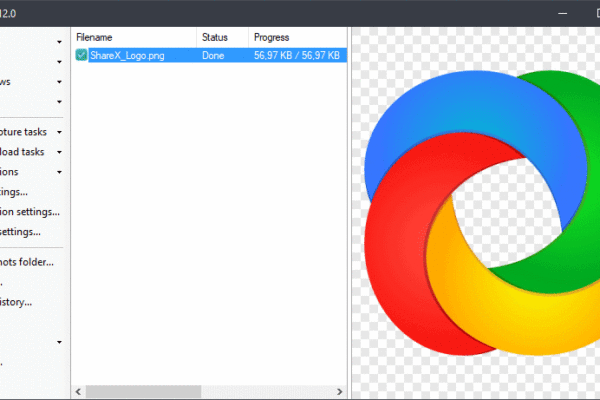 12.0
Filename Status Progress
ShareX_Logo.png Done 56,97 KB / 56,97 KB
ws
pture tasks
load tasks
ions
tings...
ion settings...
settings...
hots folder...
istory...